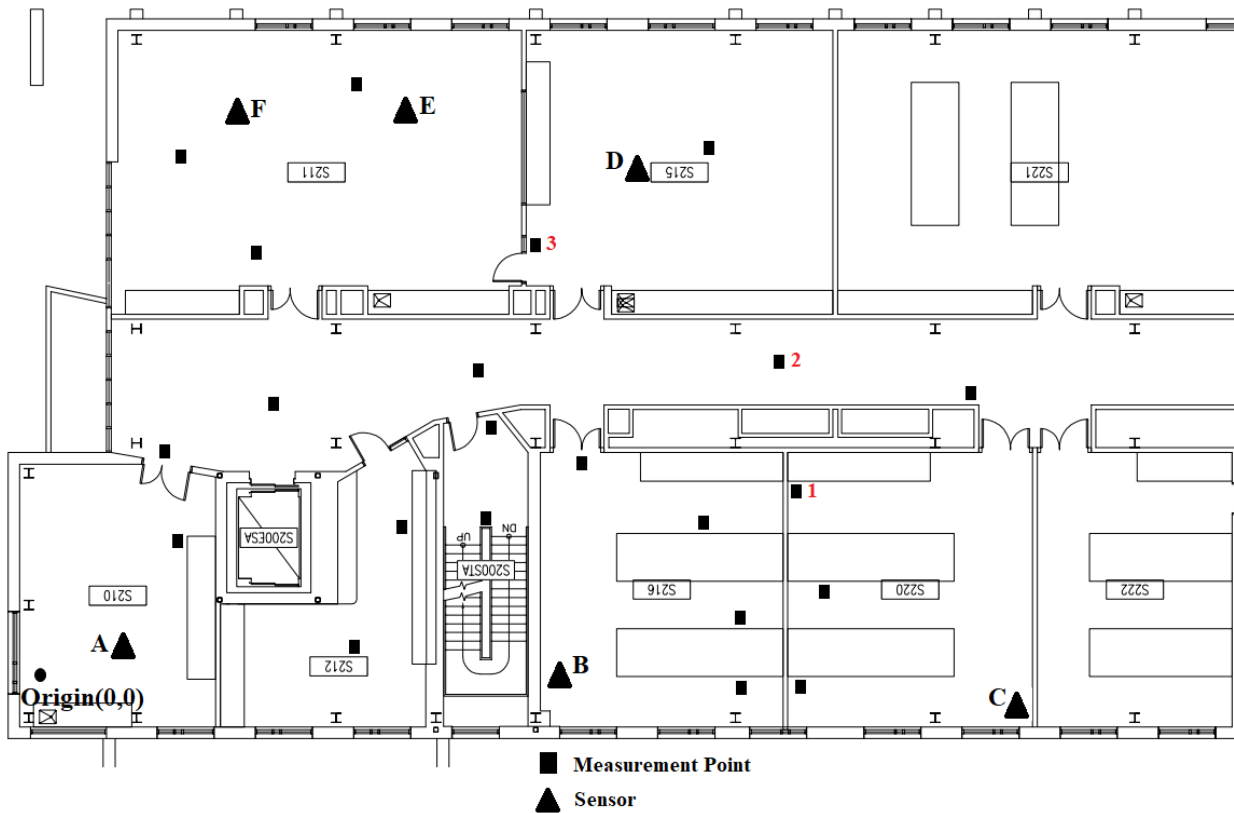 F
E
D
S211
S215
S221
3
2
1
UP
DN
S200ESA
S200STA
S210
S216
S220
S222
A
S212
B
C
Origin(0,0)
Measurement Point
Sensor